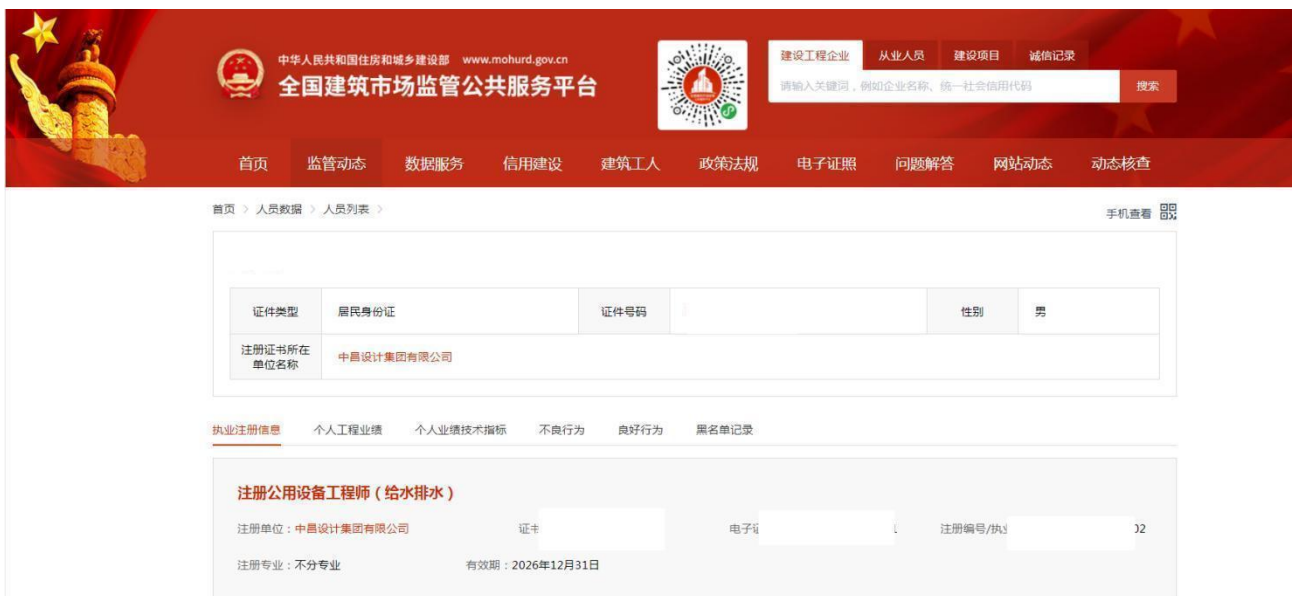 中华人民共和国住房和城乡建设部 www.mohurd.gov.cn
全国建筑市场监管公共服务平台
建设工程企业 从业人员 建设项目 诚信记录
请输入关键词，例如企业名称、统一社会信用代码 搜索
首页 监管动态 数据服务 信用建设 建筑工人 政策法规 电子证照 问题解答 网站动态 动态核查
首页 > 人员数据 > 人员列表 >
手机查看
证件类型 居民身份证 证件号码 性别 男
注册证书所在
单位名称
中昌设计集团有限公司
执业注册信息 个人工程业绩 个人业绩技术指标 不良行为 良好行为 黑名单记录
注册公用设备工程师（给水排水）
注册单位：中昌设计集团有限公司 证 电子 注册编号/执 02
注册专业：不分专业 有效期：2026年12月31日